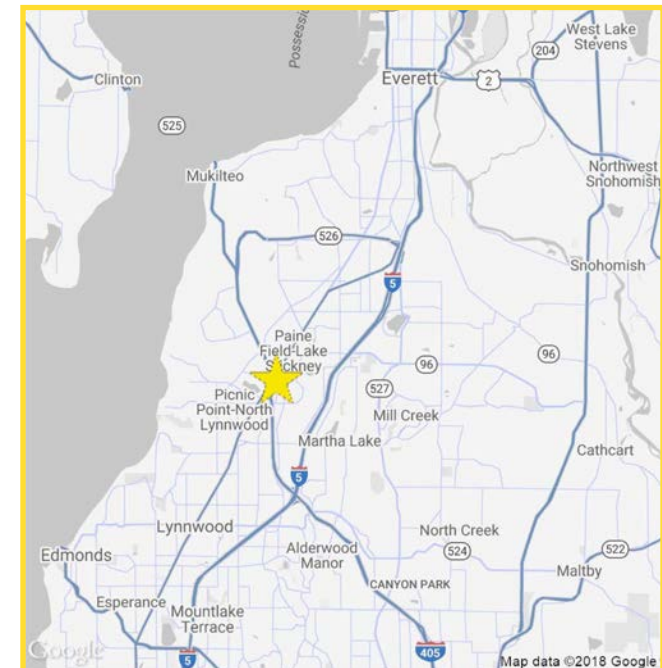 West Lake
Stevens
204
Possession
Clinton
Everett
2
525
Mukilteo
Northwest
Snohomish
526
Snohomish
5
Paine
Field-Lake
Stickney
96
96
Picnic
Point-North
Lynnwood
527
Mill Creek
Martha Lake
Cathcart
5
Lynnwood
North Creek
Alderwood
Manor
524
522
Edmonds
CANYON PARK
Maltby
Esperance
Mountlake
Terrace
Google
5
405
Map data ©2018 Google